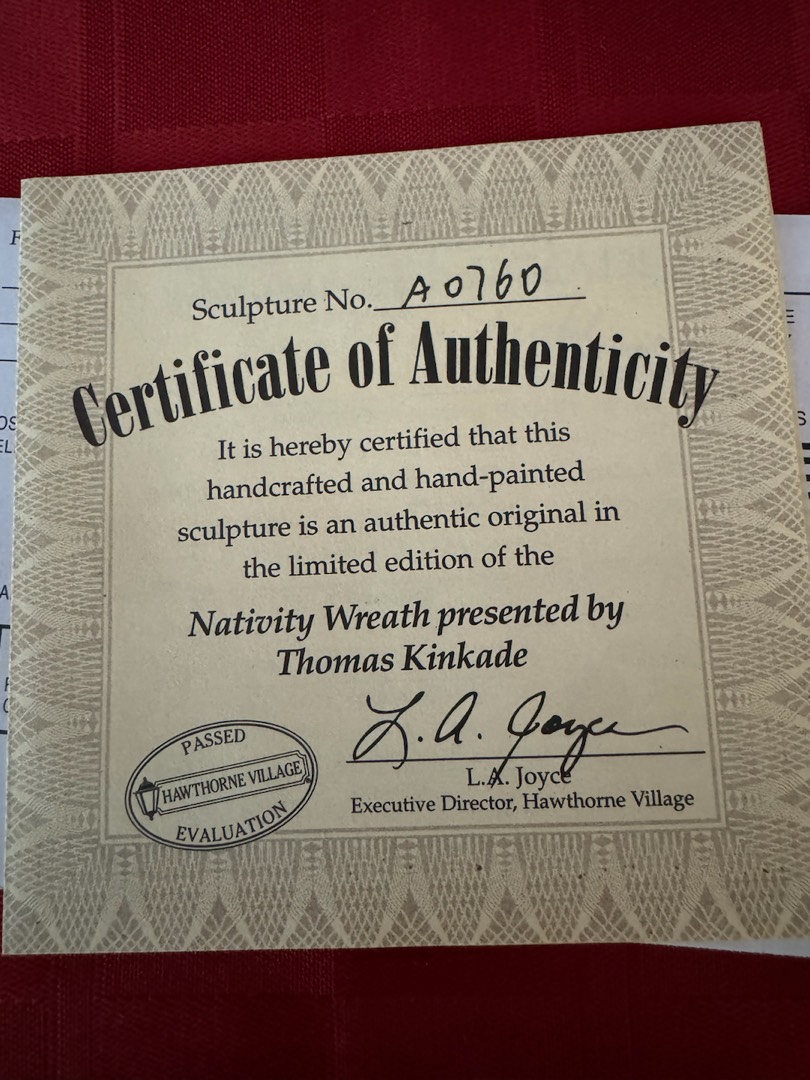 Sculpture No. A0760
Certificate of Authenticity
It is hereby certified that this
handcrafted and hand-painted
sculpture is an authentic original in
the limited edition of the
Nativity Wreath presented by
Thomas Kinkade
L. A. Joyce
L.A. Joyce
Executive Director, Hawthorne Village
PASSED
HAWTHORNE VILLAGE
EVALUATION